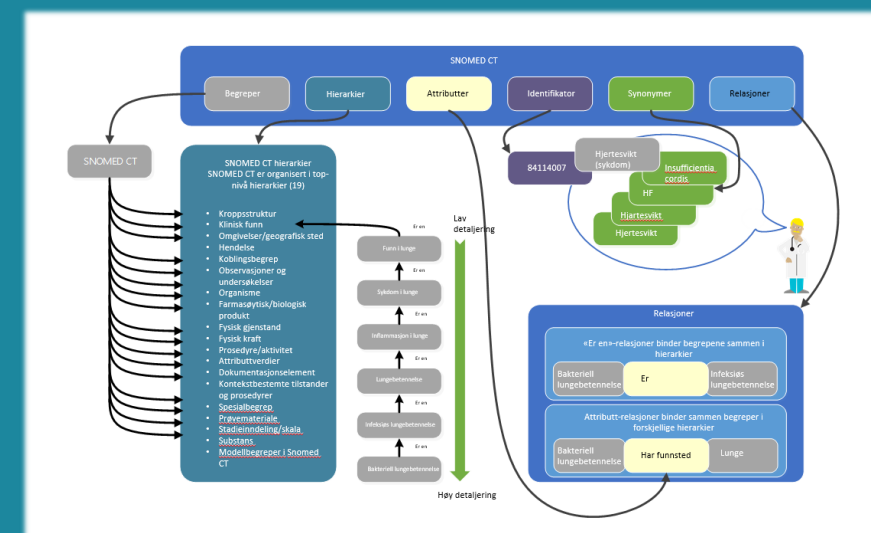 SNOMED CT
Begreper
Hierarkier
Attributter
Identifikator
Synonymer
Relasjoner
SNOMED CT
SNOMED CT hierarkier
SNOMED CT er organisert i top-
nivå hierarkier (19)
• Kroppsstruktur
• Klinisk funn
• Omgivelser/geografisk sted
• Hendelse
• Koblingsbegrep
• Observasjoner og
undersøkelser
• Organisme
• Farmasøytisk/biologisk
produkt
• Fysisk gjenstand
• Fysisk kraft
• Prosedyre/aktivitet
• Attributtverdier
• Dokumentasjonselement
• Kontekstbestemte tilstander
og prosedyrer
• Spesialbegrep
• Prøvemateriale
• Stadieinndeling/skala
• Substans
• Modellbegreper i Snomed
CT
Er en
Funn i lunge
Er en
Sykdom i lunge
Er en
Inflammasjon i lunge
Er en
Lungebetennelse
Er en
Infeksiøs lungebetennelse
Er en
Bakteriell lungebetennelse
Lav
detaljering
Høy detaljering
84114007
Hjertesvikt
(sykdom)
Insufficientia
cordis
HF
Hjartesvikt
Hjertesvikt
Relasjoner
«Er en»-relasjoner binder begrepene sammen i
hierarkier
Bakteriell
lungebetennelse
Er
Infeksiøs
lungebetennelse
Attributt-relasjoner binder sammen begreper i
forskjellige hierarkier
Bakteriell
lungebetennelse
Har funnsted
Lunge